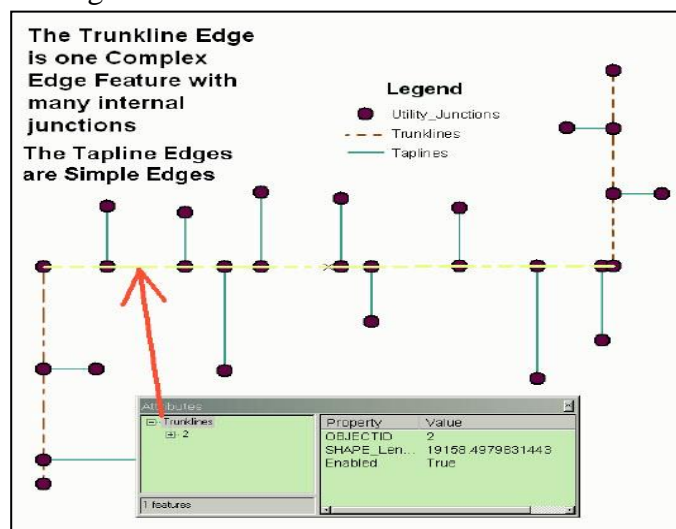 The Trunkline Edge
is one Complex
Edge Feature with
many internal
junctions
The Tapline Edges
are Simple Edges
Legend
Utility_Junctions
Trunklines
Taplines
Attributes
Trunklines
2
Property Value
OBJECTID 2
SHAPE_Len... 19158.4979831443
Enabled True
1 features